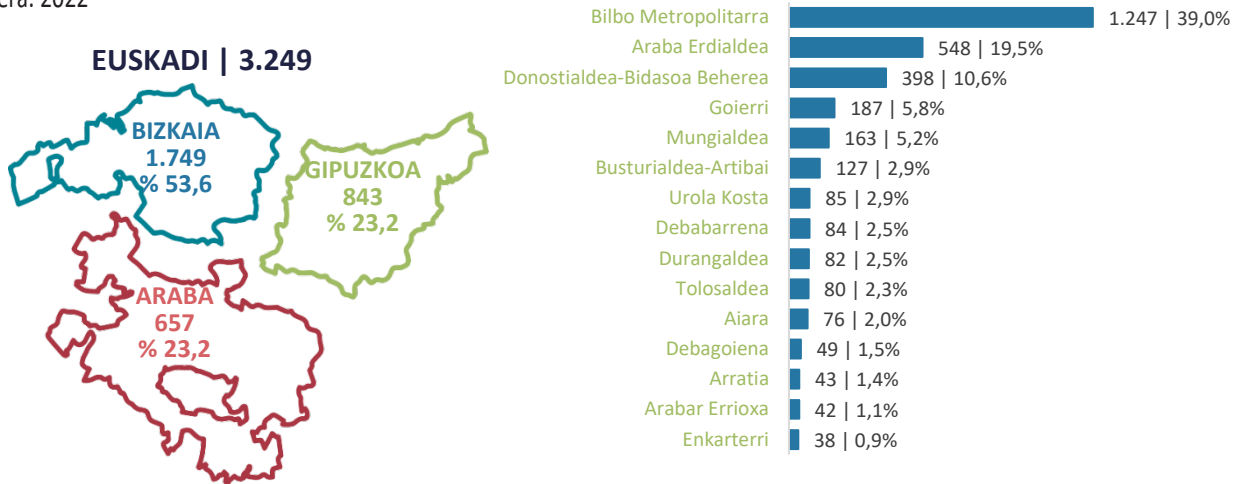 EUSKADI | 3.249
BIZKAIA
1.749
% 53,6
GIPUZKOA
843
% 23,2
ARABA
657
% 23,2
Bilbo Metropolitarra 1.247 | 39,0%
Araba Erdialdea 548 | 19,5%
Donostialdea-Bidasoa Beherea 398 | 10,6%
Goierri 187 | 5,8%
Mungialdea 163 | 5,2%
Busturialdea-Artibai 127 | 2,9%
Urola Kosta 85 | 2,9%
Debabarrena 84 | 2,5%
Durangaldea 82 | 2,5%
Tolosaldea 80 | 2,3%
Aiara 76 | 2,0%
Debagoiena 49 | 1,5%
Arratia 43 | 1,4%
Arabar Errioxa 42 | 1,1%
Enkarterri 38 | 0,9%